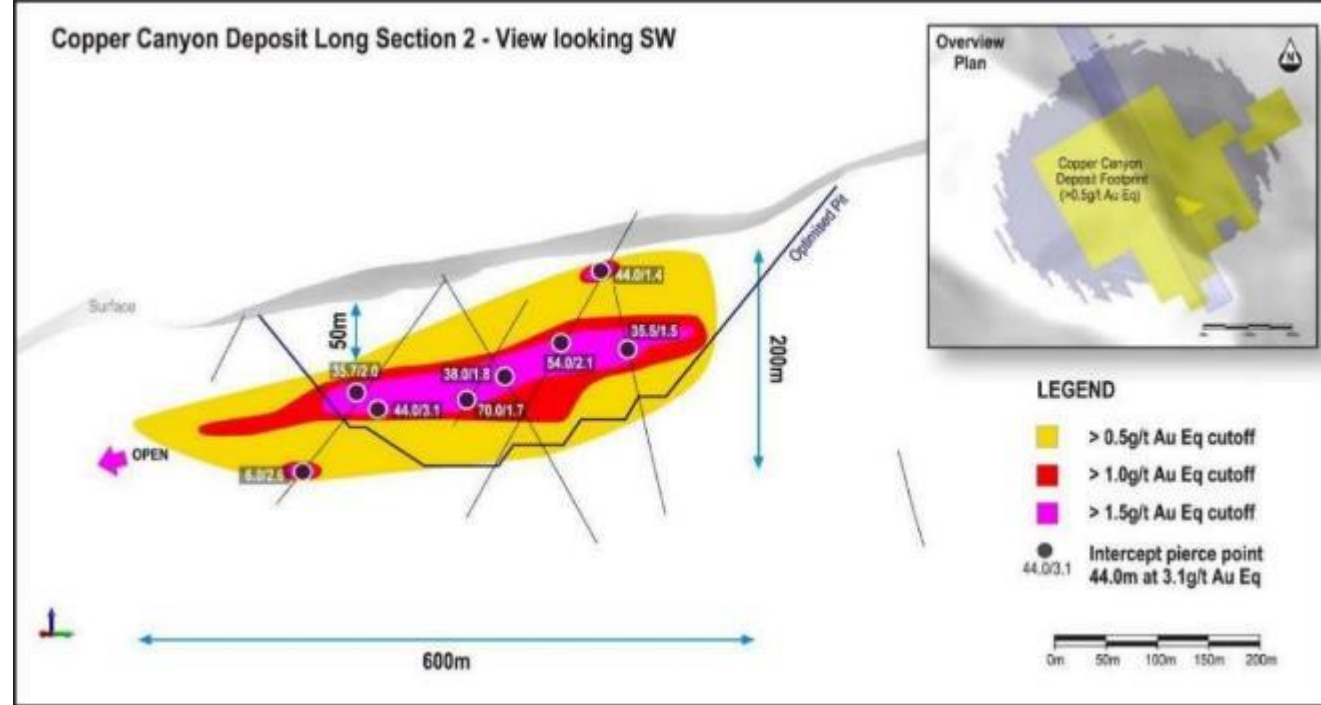 Copper Canyon Deposit Long Section 2 - View looking SW
Overview
Plan
N
Copper Canyon
Deposit Footprint
(>0.5g/t Au Eq)
Surface
Optimised Pit
50m
200m
44.0/1.4
35.5/1.5
54.0/2.1
38.0/1.8
35.7/2.0
44.0/3.1
70.0/1.7
OPEN
600m
LEGEND
> 0.5g/t Au Eq cutoff
> 1.0g/t Au Eq cutoff
> 1.5g/t Au Eq cutoff
44.0/3.1
Intercept pierce point
44.0m at 3.1g/t Au Eq
0m 50m 100m 150m 200m